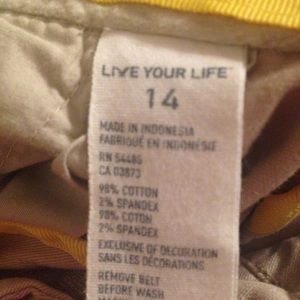 LIVE YOUR LIFE™
14
MADE IN INDONESIA
FABRIQUÉ EN INDONÉSIE
RN 54485
CA 03873
98% COTTON
2% SPANDEX
98% COTON
2% SPANDEX
EXCLUSIVE OF DECORATION
SANS LES DÉCORATIONS
REMOVE BELT
BEFORE WASH